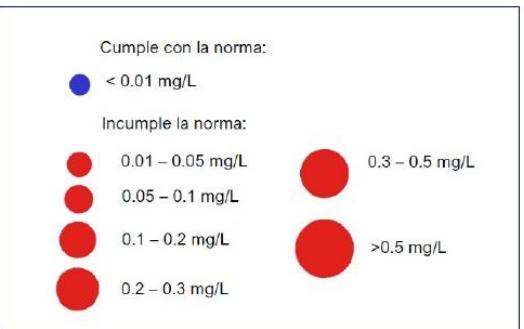 Cumple con la norma:
< 0.01 mg/L
Incumple la norma:
0.01 – 0.05 mg/L
0.05 – 0.1 mg/L
0.1 – 0.2 mg/L
0.2 – 0.3 mg/L
0.3 – 0.5 mg/L
>0.5 mg/L